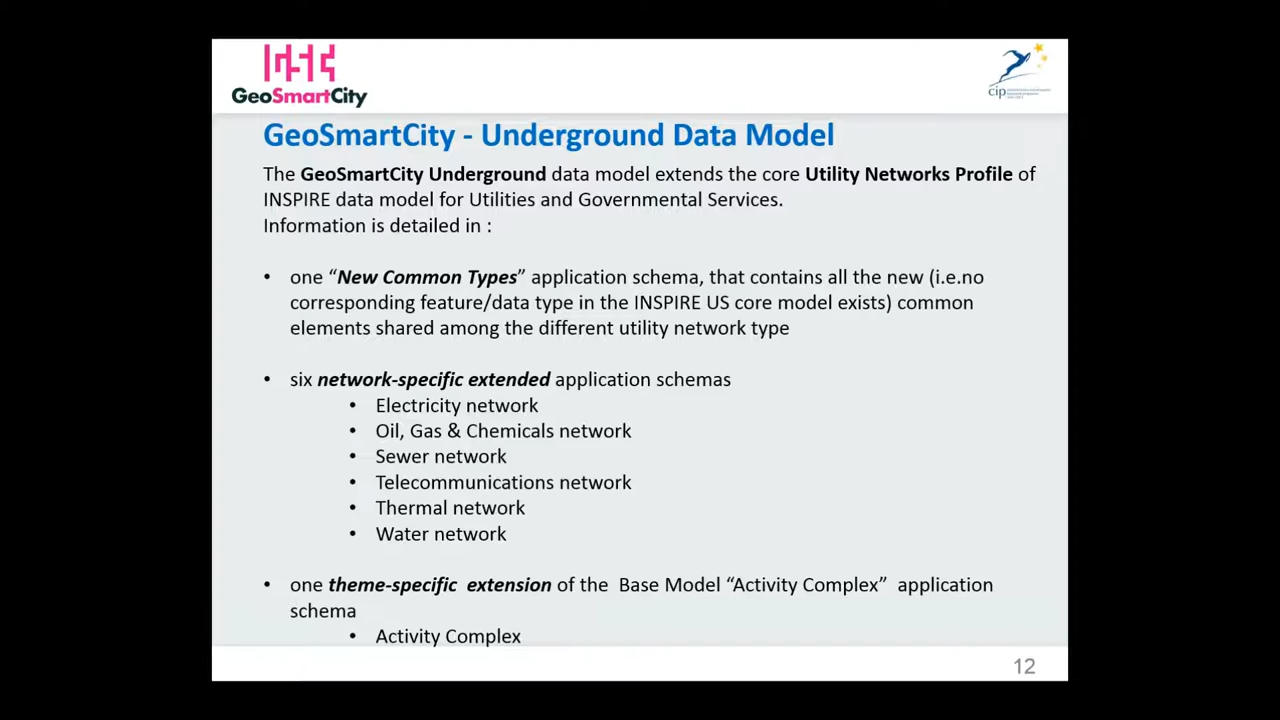 GeoSmartCity
cip
GeoSmartCity - Underground Data Model
The GeoSmartCity Underground data model extends the core Utility Networks Profile of
INSPIRE data model for Utilities and Governmental Services.
Information is detailed in :
• one “New Common Types” application schema, that contains all the new (i.e.no
corresponding feature/data type in the INSPIRE US core model exists) common
elements shared among the different utility network type
• six network-specific extended application schemas
• Electricity network
• Oil, Gas & Chemicals network
• Sewer network
• Telecommunications network
• Thermal network
• Water network
• one theme-specific extension of the Base Model “Activity Complex” application
schema
• Activity Complex
12